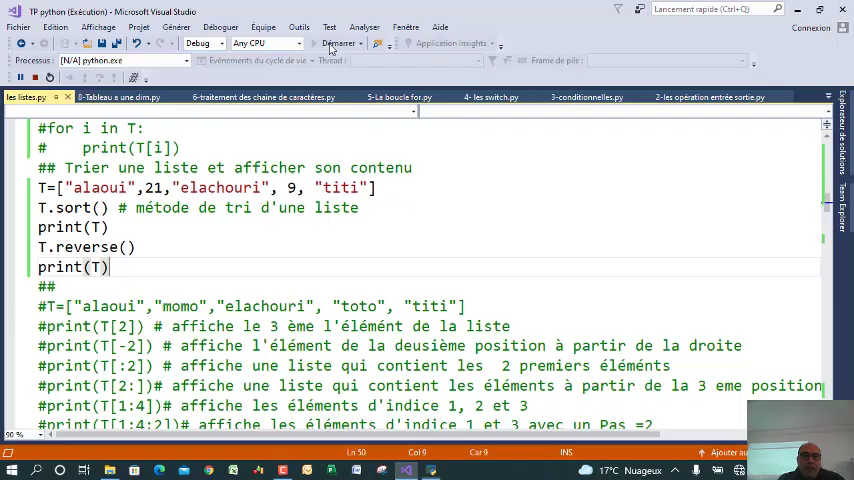 TP python (Exécution) - Microsoft Visual Studio
Lancement rapide (Ctrl+Q)
Fichier Edition Affichage Projet Générer Déboguer Équipe Outils Test Analyser Fenêtre Aide
Connexion
Debug Any CPU Démarrer Application Insights
Processus : [N/A] python.exe Événements du cycle de vie Thread : Frame de pile :
les listes.py 8-Tableau a une dim.py 6-traitement des chaine de caractéres.py 5-La boucle for.py 4- les switch.py 3-conditionnelles.py 2-les opération entrée sortie.py
#for i in T:
# print(T[i])
## Trier une liste et afficher son contenu
T=["alaoui",21,"elachouri", 9, "titi"]
T.sort() # métode de tri d'une liste
print(T)
T.reverse()
print(T)
##
#T=["alaoui","momo","elachouri", "toto", "titi"]
#print(T[2]) # affiche le 3 ème l'élémént de la liste
#print(T[-2]) # affiche l'élément de la deusième position à partir de la droite
#print(T[:2]) # affiche une liste qui contient les 2 premiers éléménts
#print(T[2:])# affiche une liste qui contient les éléments à partir de la 3 eme position
#print(T[1:4])# affiche les éléments d'indice 1, 2 et 3
#print(T[1:4:2])# affiche les éléments d'indice 1 et 3 avec un Pas =2
Explorateur de solutions
Team Explorer
90 %
Ln 50 Col 9 Car 9 INS Ajouter au
17°C Nuageux